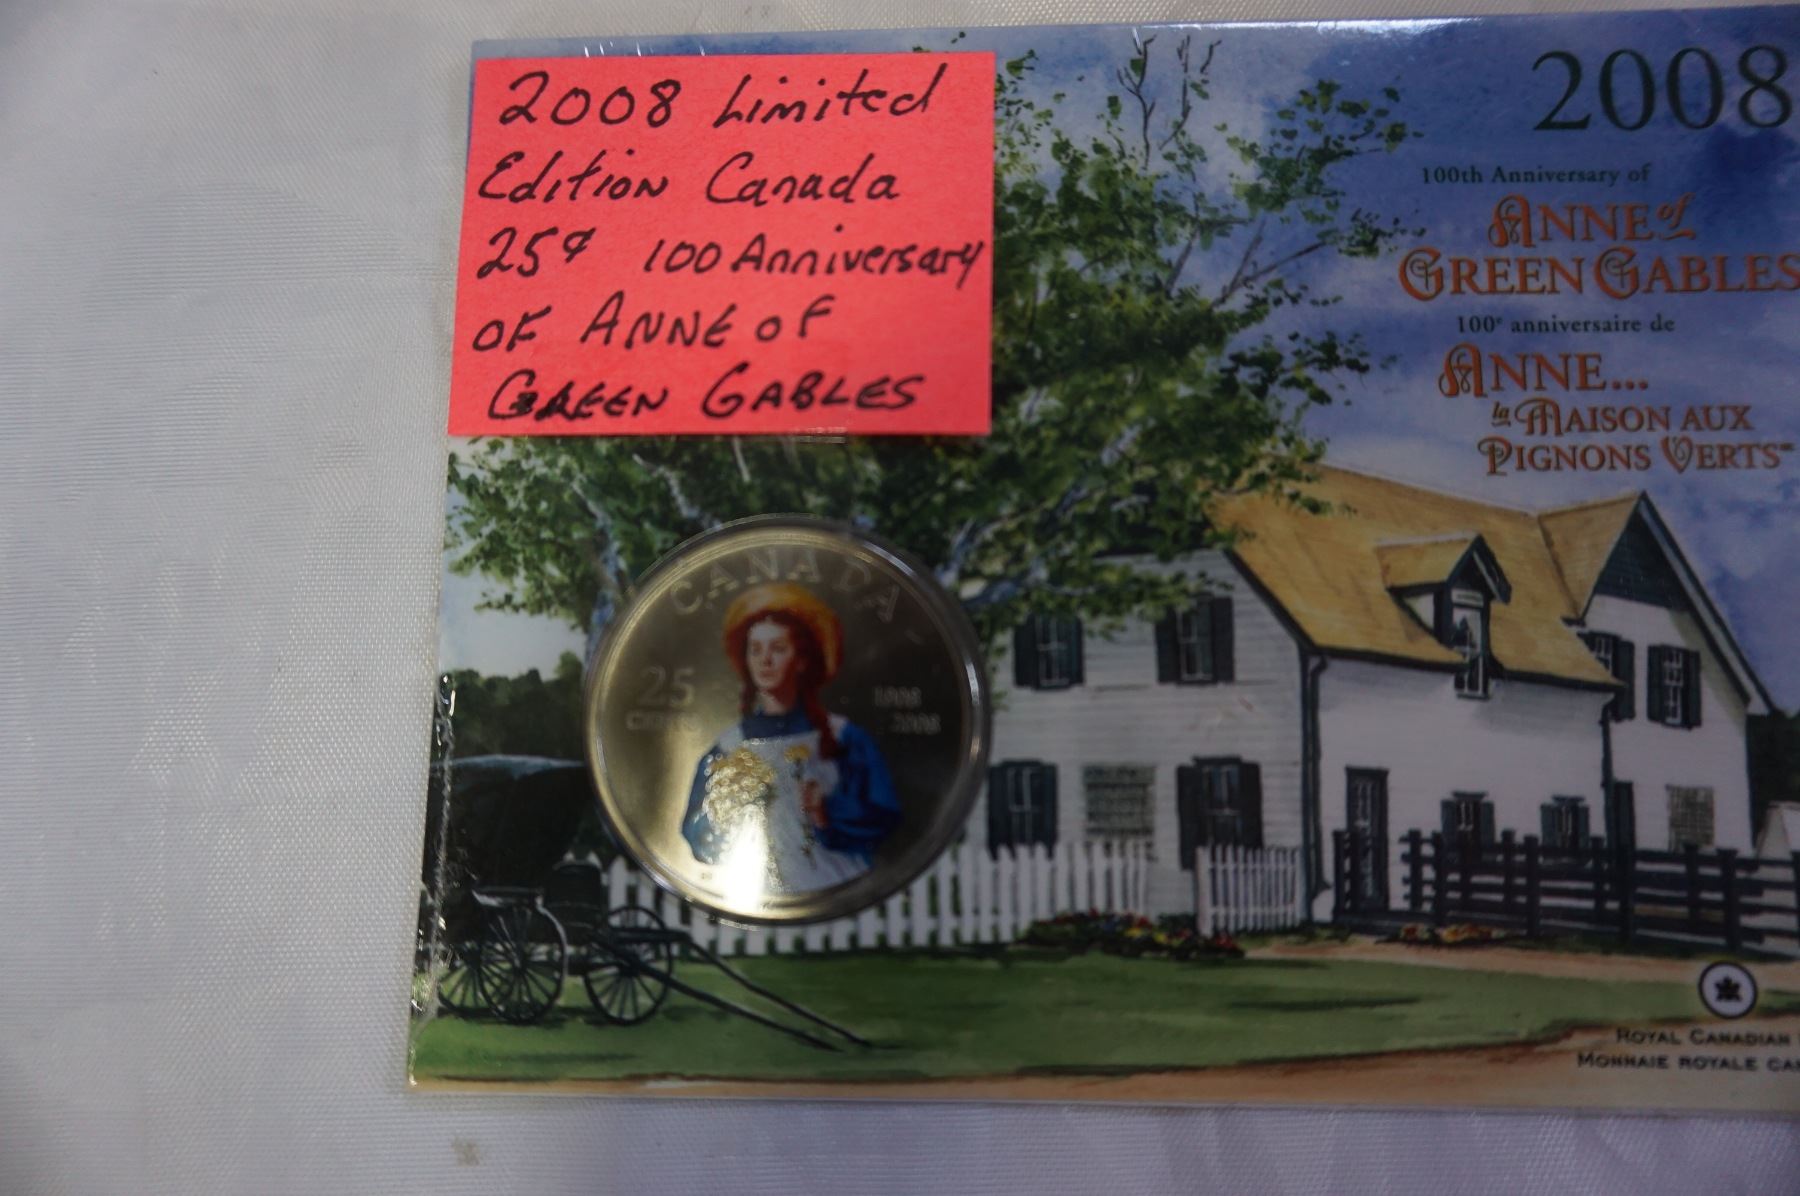 2008 Limited
Edition Canada
25¢ 100 Anniversary
OF ANNE OF
GREEN GABLES
2008
100th Anniversary of
ANNE of
GREEN GABLES
100e anniversaire de
ANNE...
la MAISON AUX
PIGNONS VERTS
CANADA
25
CENTS
1908
2008
ROYAL CANADIAN
MONNAIE ROYALE